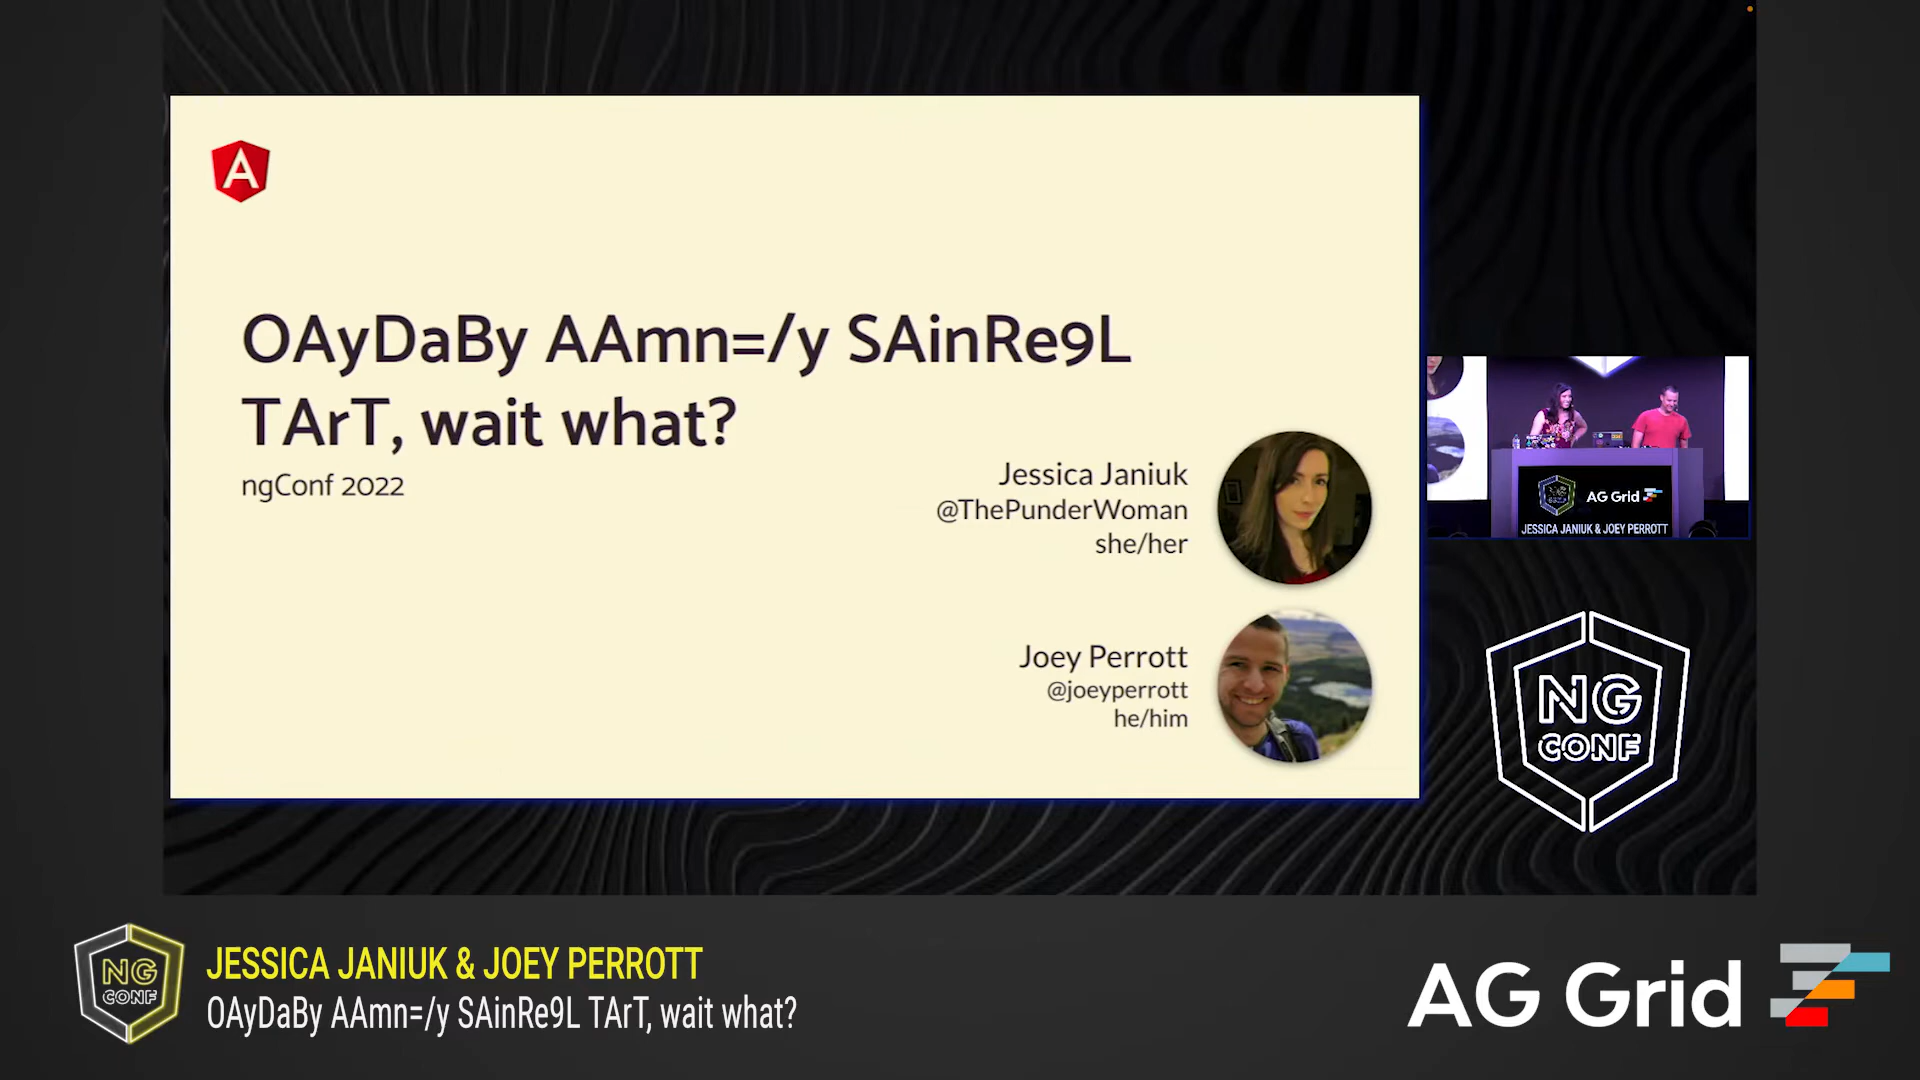 A
OAyDaBy AAmn=/y SAinRe9L
TArT, wait what?
ngConf 2022
Jessica Janiuk
@ThePunderWoman
she/her
Joey Perrott
@joeyperrott
he/him
NG
CONF
AG Grid
JESSICA JANIUK & JOEY PERROTT
NG
CONF
NG
CONF
JESSICA JANIUK & JOEY PERROTT
OAyDaBy AAmn=/y SAinRe9L TArT, wait what?
AG Grid